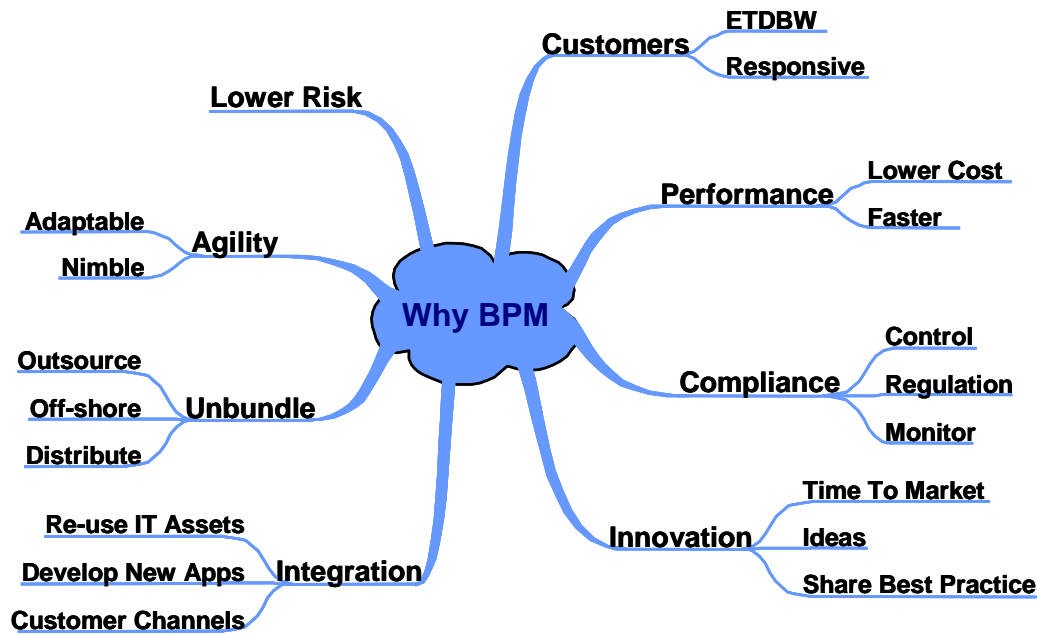 Why BPM
Customers
ETDBW
Responsive
Performance
Lower Cost
Faster
Compliance
Control
Regulation
Monitor
Innovation
Time To Market
Ideas
Share Best Practice
Integration
Re-use IT Assets
Develop New Apps
Customer Channels
Unbundle
Outsource
Off-shore
Distribute
Agility
Adaptable
Nimble
Lower Risk